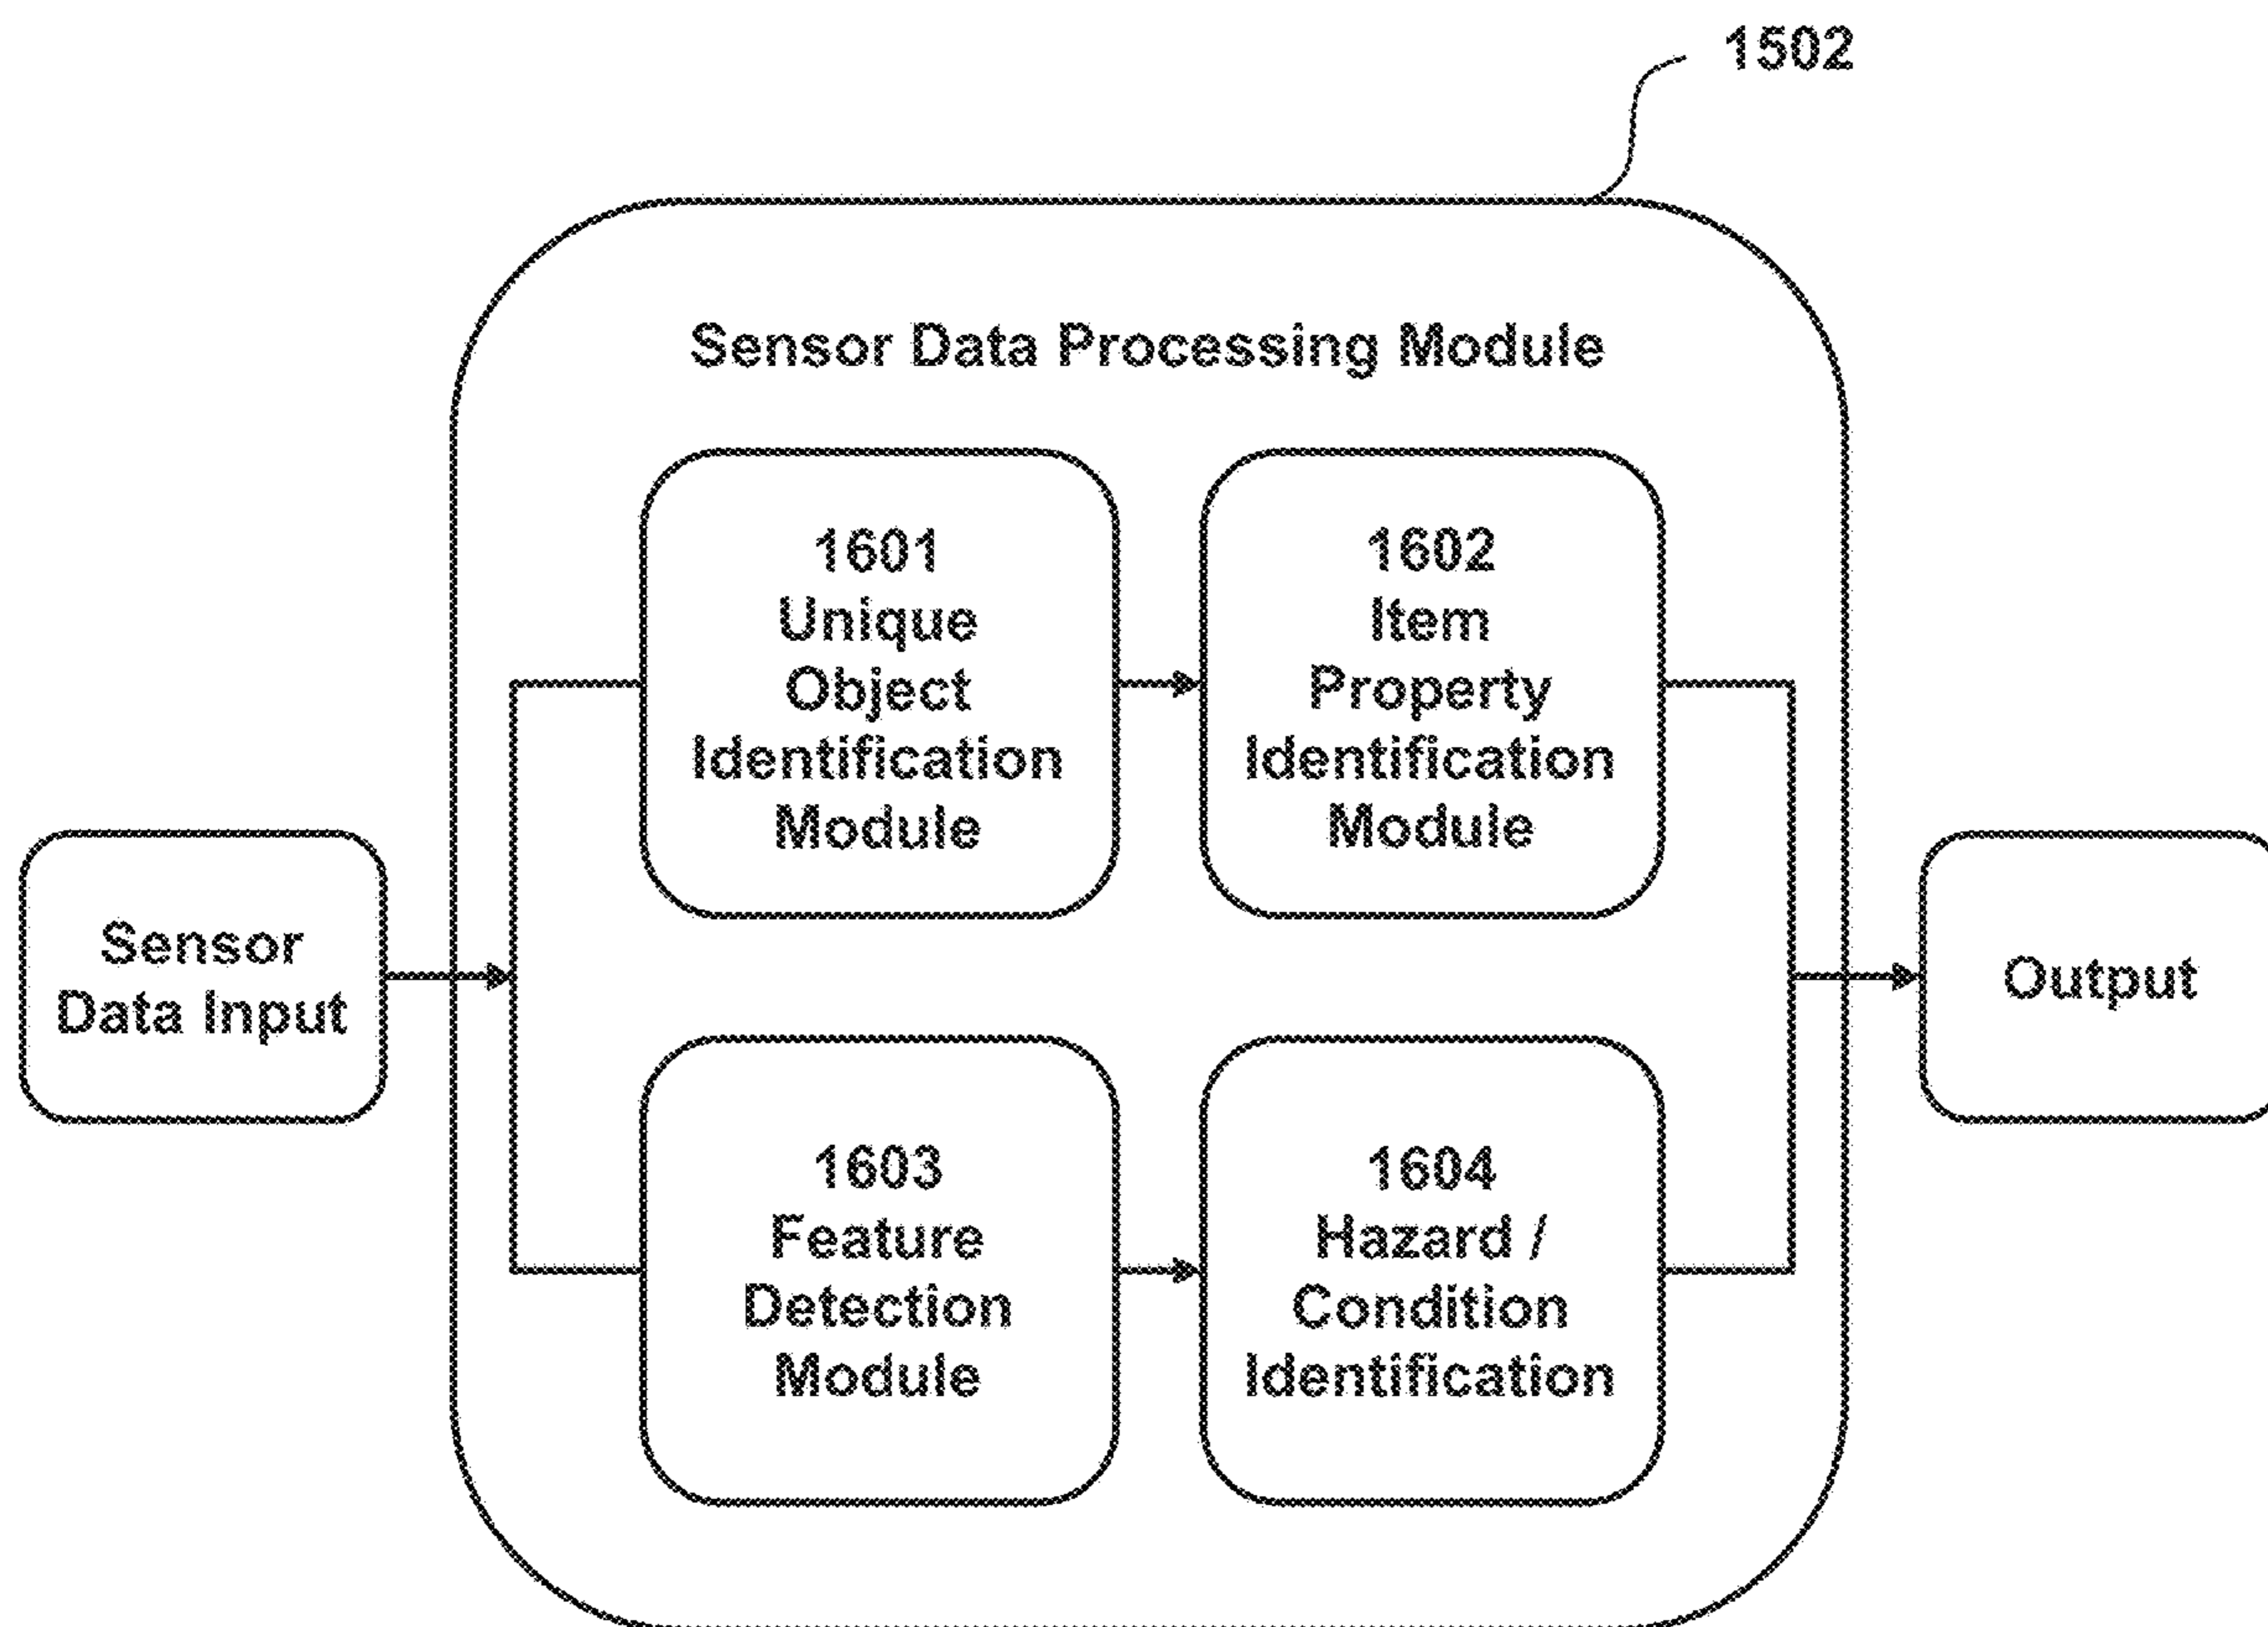 1502
Sensor Data Processing Module
1601
Unique
Object
Identification
Module
1602
Item
Property
Identification
Module
Sensor
Data Input
Output
1603
Feature
Detection
Module
1604
Hazard /
Condition
Identification